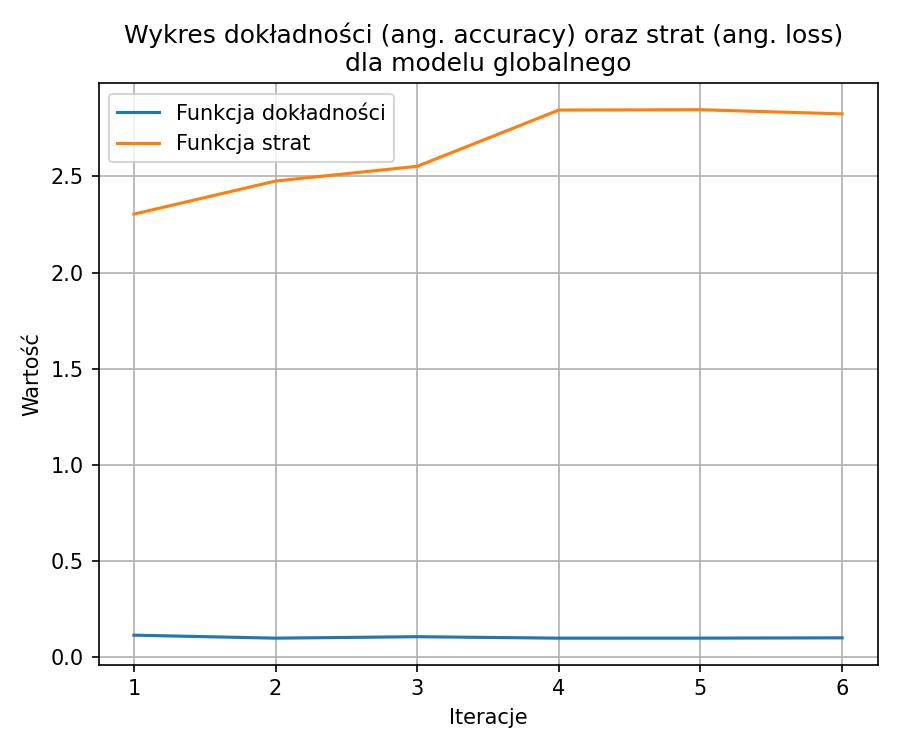 Wykres dokładności (ang. accuracy) oraz strat (ang. loss)
dla modelu globalnego
Funkcja dokładności
Funkcja strat
Wartość
2.5
2.0
1.5
1.0
0.5
0.0
1 2 3 4 5 6
Iteracje